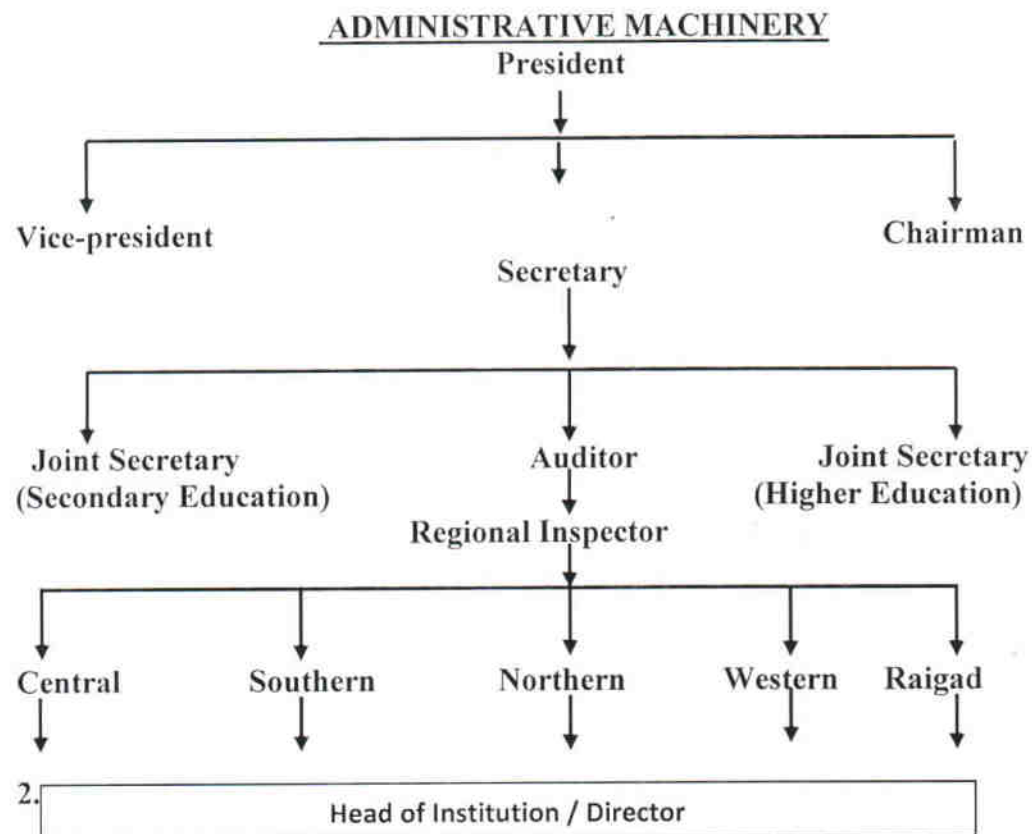 ADMINISTRATIVE MACHINERY
President
Vice-president
Chairman
Secretary
Joint Secretary
(Secondary Education)
Auditor
Joint Secretary
(Higher Education)
Regional Inspector
Central Southern Northern Western Raigad
2.
Head of Institution / Director